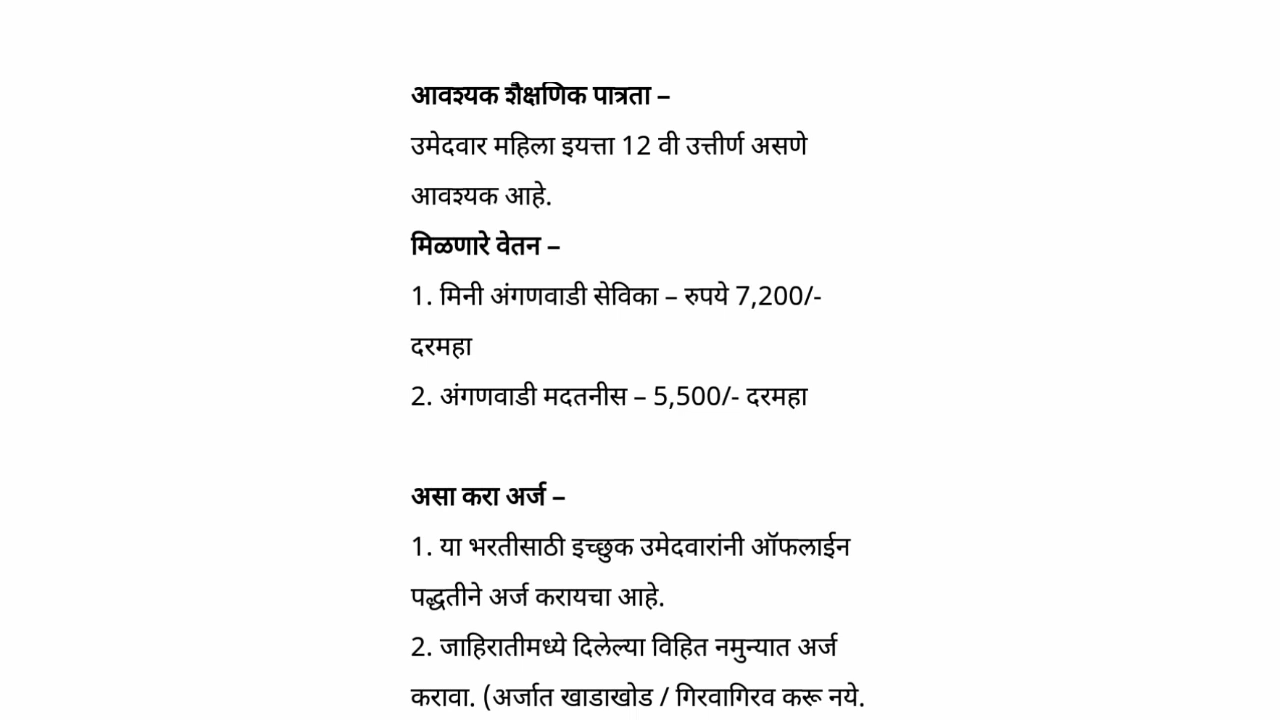 आवश्यक शैक्षणिक पात्रता –
उमेदवार महिला इयत्ता 12 वी उत्तीर्ण असणे
आवश्यक आहे.
मिळणारे वेतन –
1. मिनी अंगणवाडी सेविका – रुपये 7,200/-
दरमहा
2. अंगणवाडी मदतनीस – 5,500/- दरमहा
असा करा अर्ज –
1. या भरतीसाठी इच्छुक उमेदवारांनी ऑफलाईन
पद्धतीने अर्ज करायचा आहे.
2. जाहिरातीमध्ये दिलेल्या विहित नमुन्यात अर्ज
करावा. (अर्जात खाडाखोड / गिरवागिरव करू नये.